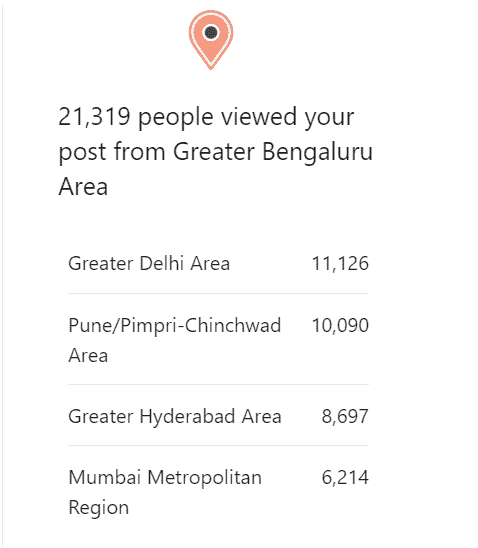 21,319 people viewed your
post from Greater Bengaluru
Area
Greater Delhi Area 11,126
Pune/Pimpri-Chinchwad 10,090
Area
Greater Hyderabad Area 8,697
Mumbai Metropolitan 6,214
Region